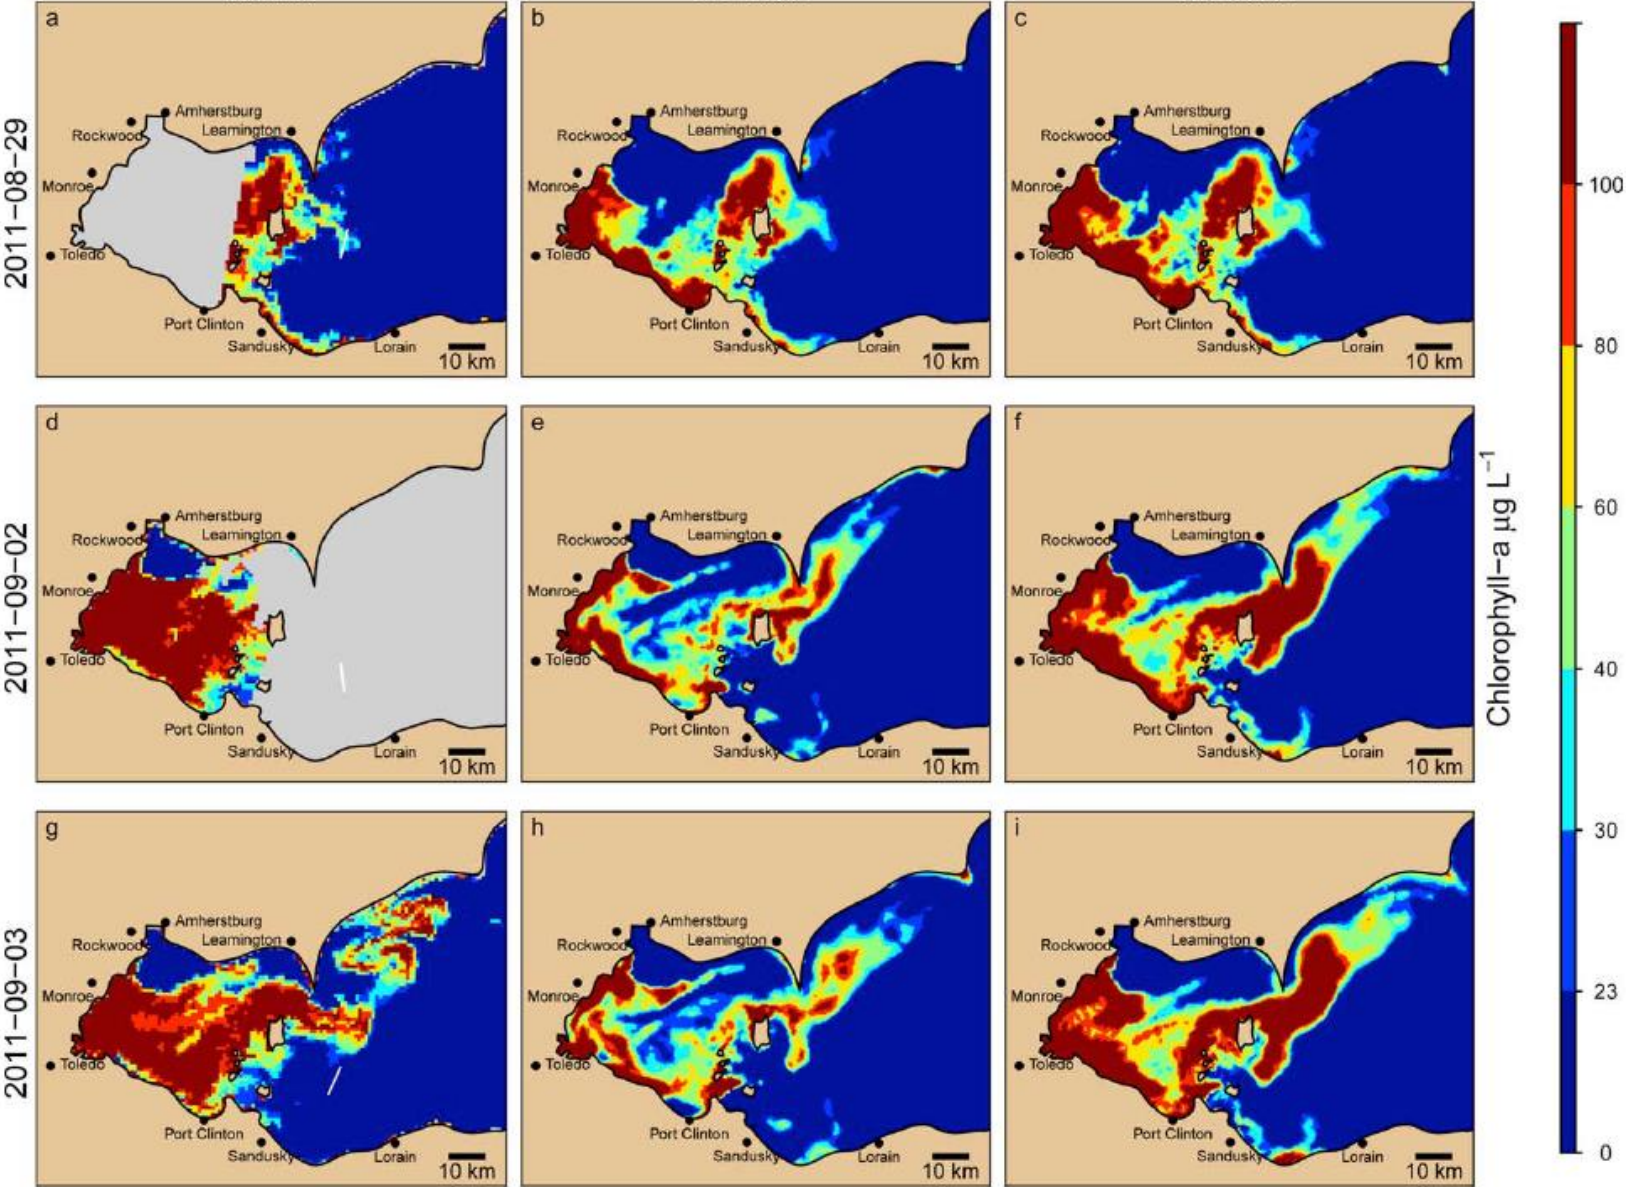 a
b
c
2011-08-29
Amherstburg
Rockwood
Leamington
Monroe
Toledo
Port Clinton
Sandusky
Lorain
10 km
Amherstburg
Rockwood
Leamington
Monroe
Toledo
Port Clinton
Sandusky
Lorain
10 km
Amherstburg
Rockwood
Leamington
Monroe
Toledo
Port Clinton
Sandusky
Lorain
10 km
d
e
f
2011-09-02
Amherstburg
Rockwood
Leamington
Monroe
Toledo
Port Clinton
Sandusky
Lorain
10 km
Amherstburg
Rockwood
Leamington
Monroe
Toledo
Port Clinton
Sandusky
Lorain
10 km
Amherstburg
Rockwood
Leamington
Monroe
Toledo
Port Clinton
Sandusky
Lorain
10 km
g
h
i
2011-09-03
Amherstburg
Rockwood
Leamington
Monroe
Toledo
Port Clinton
Sandusky
Lorain
10 km
Amherstburg
Rockwood
Leamington
Monroe
Toledo
Port Clinton
Sandusky
Lorain
10 km
Amherstburg
Rockwood
Leamington
Monroe
Toledo
Port Clinton
Sandusky
Lorain
10 km
100
80
60
40
30
23
0
Chlorophyll-a µg L⁻¹